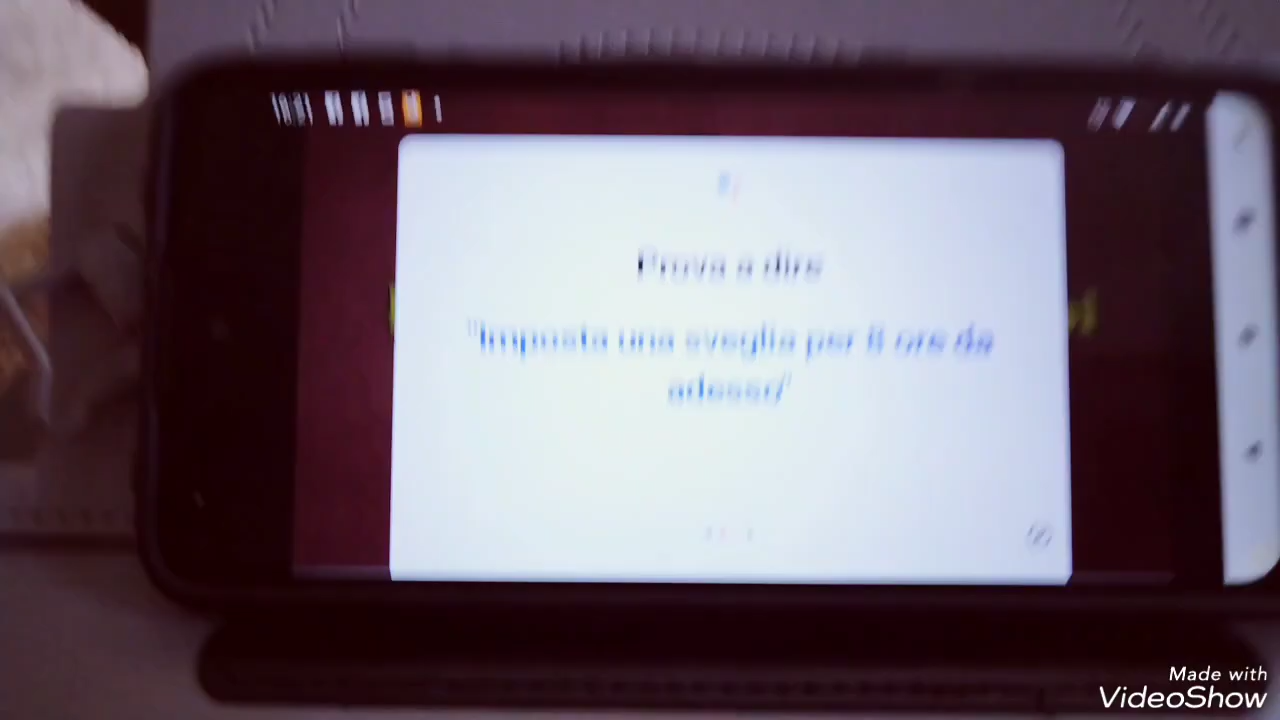 Prova a dire
"Imposta una sveglia per 8 ore da
adesso"
Made with
VideoShow